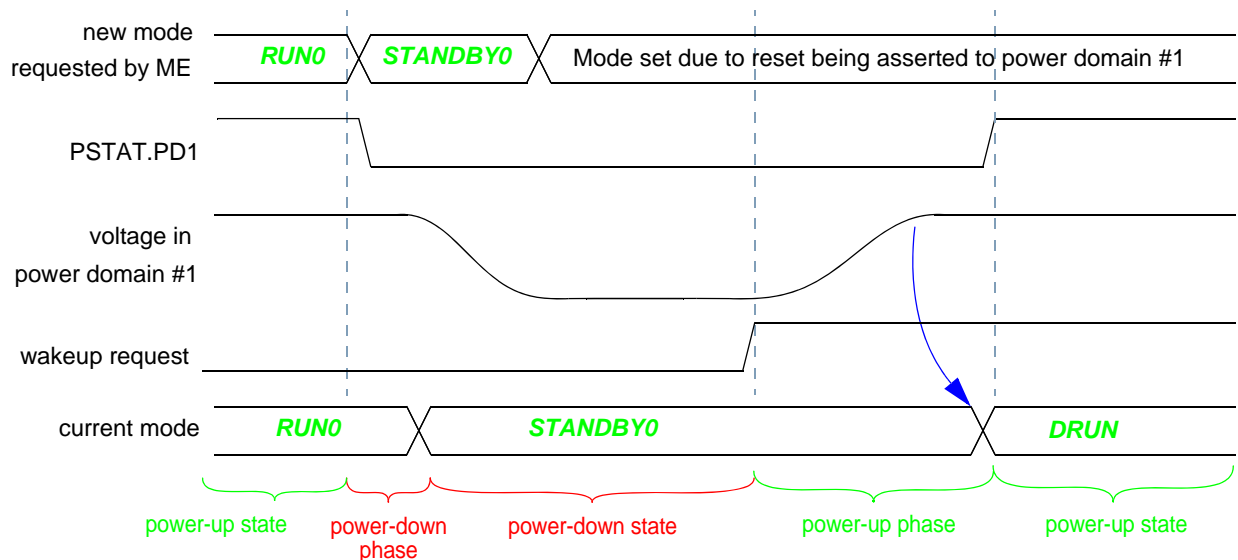 new mode
requested by ME
RUN0
STANDBY0
Mode set due to reset being asserted to power domain #1
PSTAT.PD1
voltage in
power domain #1
wakeup request
current mode
RUN0
STANDBY0
DRUN
power-up state
power-down
phase
power-down state
power-up phase
power-up state